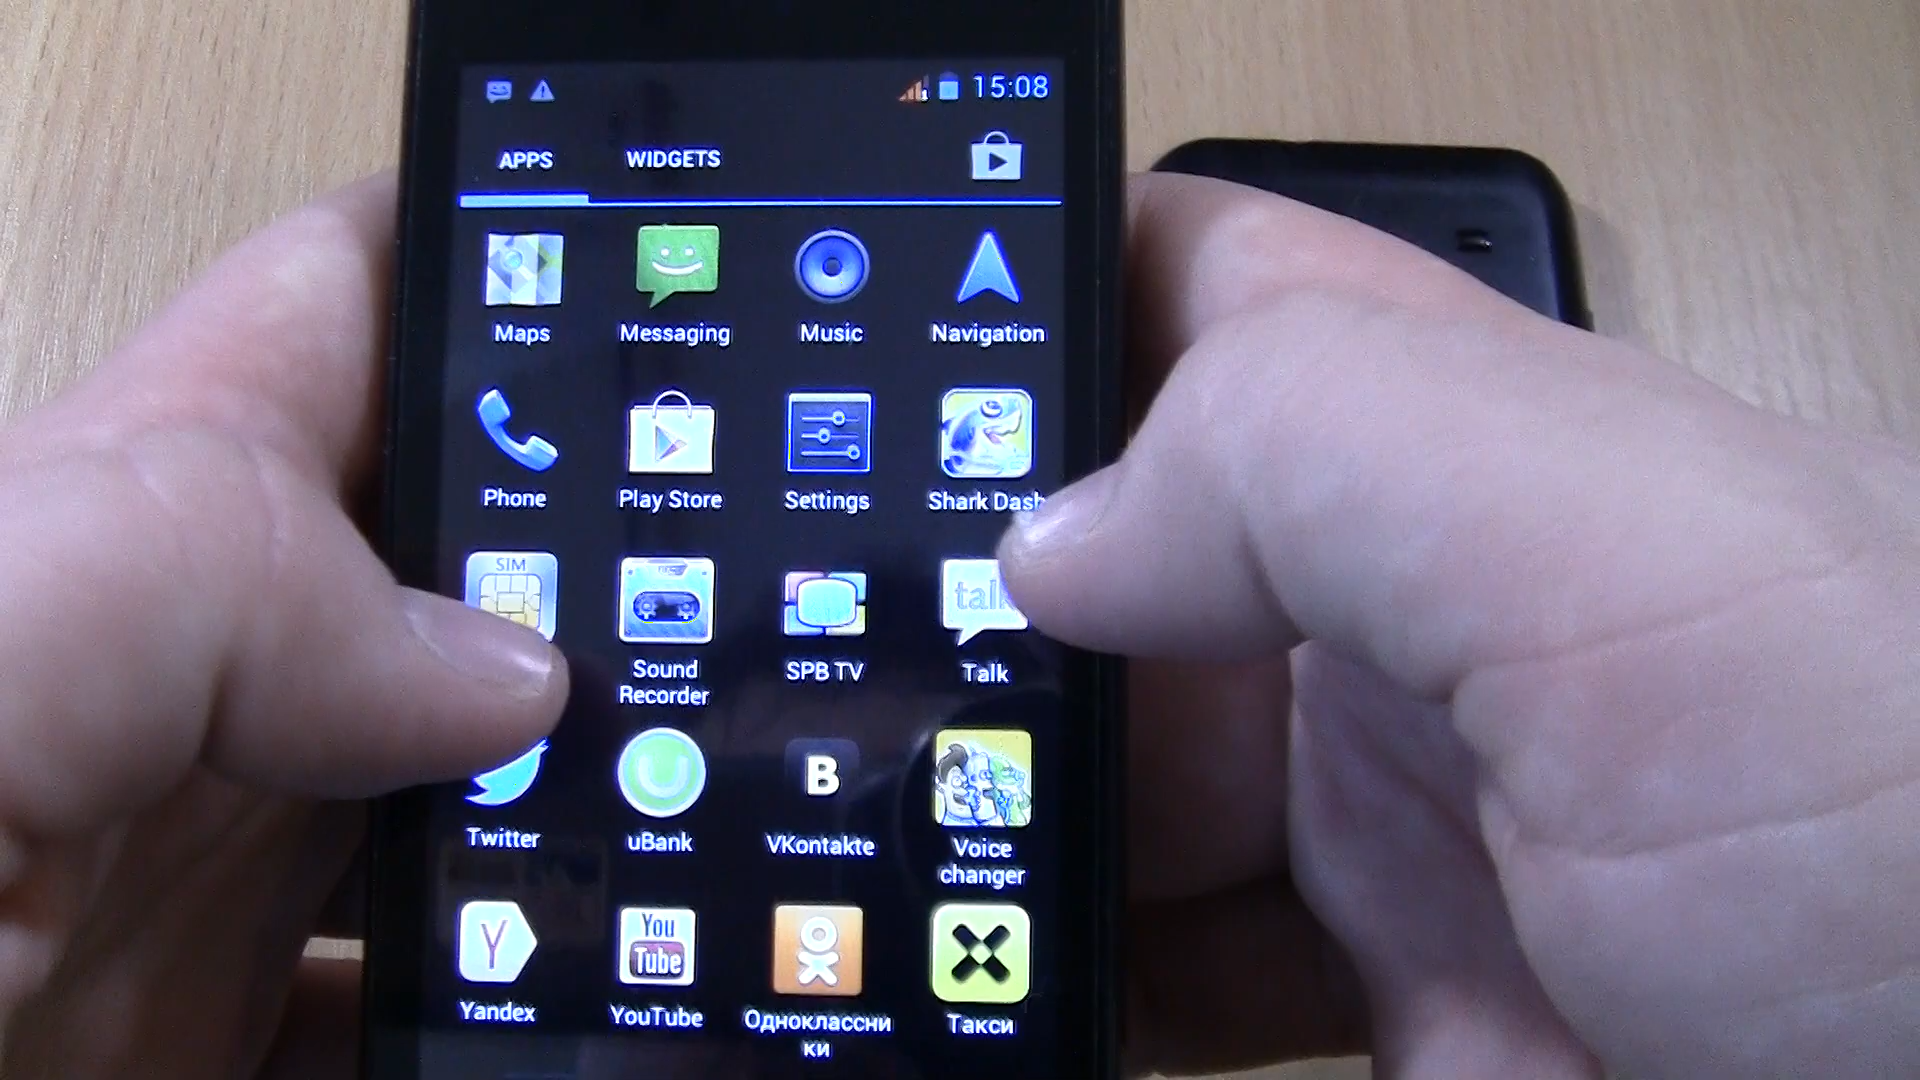 15:08
APPS
WIDGETS
Maps
Messaging
Music
Navigation
Phone
Play Store
Settings
Shark Dash
SIM
talk
Sound
Recorder
SPB TV
Talk
Twitter
U
uBank
B
VKontakte
Voice
changer
Y
You
Tube
Yandex
YouTube
Одноклассни
ки
Такси